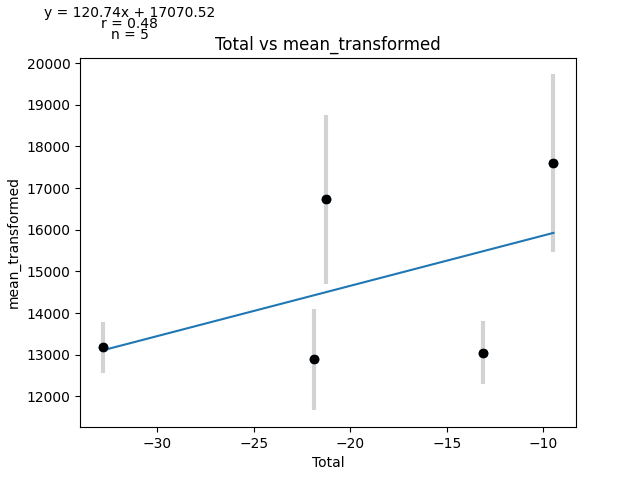 y = 120.74x + 17070.52
r = 0.48
n = 5
Total vs mean_transformed
20000
19000
18000
17000
16000
15000
14000
13000
12000
mean_transformed
−30
−25
−20
−15
−10
Total